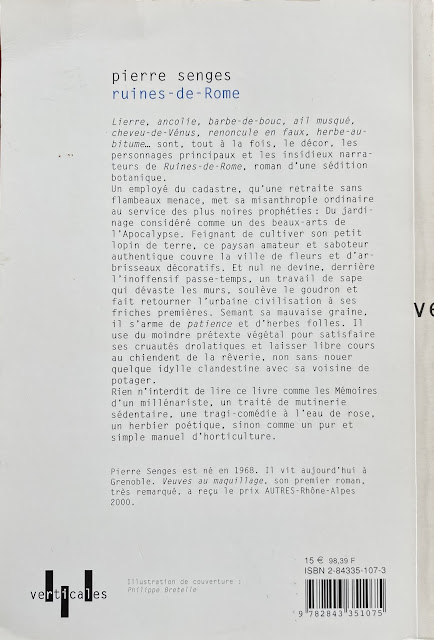 pierre senges
ruines-de-Rome
Lierre, ancolie, barbe-de-bouc, ail musqué,
cheveu-de-Vénus, renoncule en faux, herbe-au-
bitume… sont, tout à la fois, le décor, les
personnages principaux et les insidieux narra-
teurs de Ruines-de-Rome, roman d'une sédition
botanique.
Un employé du cadastre, qu'une retraite sans
flambeaux menace, met sa misanthropie ordinaire
au service des plus noires prophéties : Du jardi-
nage considéré comme un des beaux-arts de
l'Apocalypse. Feignant de cultiver son petit
lopin de terre, ce paysan amateur et saboteur
authentique couvre la ville de fleurs et d'ar-
brisseaux décoratifs. Et nul ne devine, derrière
l'inoffensif passe-temps, un travail de sape
qui dévaste les murs, soulève le goudron et
fait retourner l'urbaine civilisation à ses
friches premières. Semant sa mauvaise graine,
il s'arme de patience et d'herbes folles. Il
use du moindre prétexte végétal pour satisfaire
ses cruautés drolatiques et laisser libre cours
au chiendent de la rêverie, non sans nouer
quelque idylle clandestine avec sa voisine de
potager.
Rien n'interdit de lire ce livre comme les Mémoires
d'un millénariste, un traité de mutinerie
sédentaire, une tragi-comédie à l'eau de rose,
un herbier poétique, sinon comme un pur et
simple manuel d'horticulture.
Pierre Senges est né en 1968. Il vit aujourd'hui à
Grenoble. Veuves au maquillage, son premier roman,
très remarqué, a reçu le prix AUTRES-Rhône-Alpes
2000.
verticales
Illustration de couverture :
Philippe Bretelle
15 € 98,39 F
ISBN 2-84335-107-3
9 782843 351075
ve